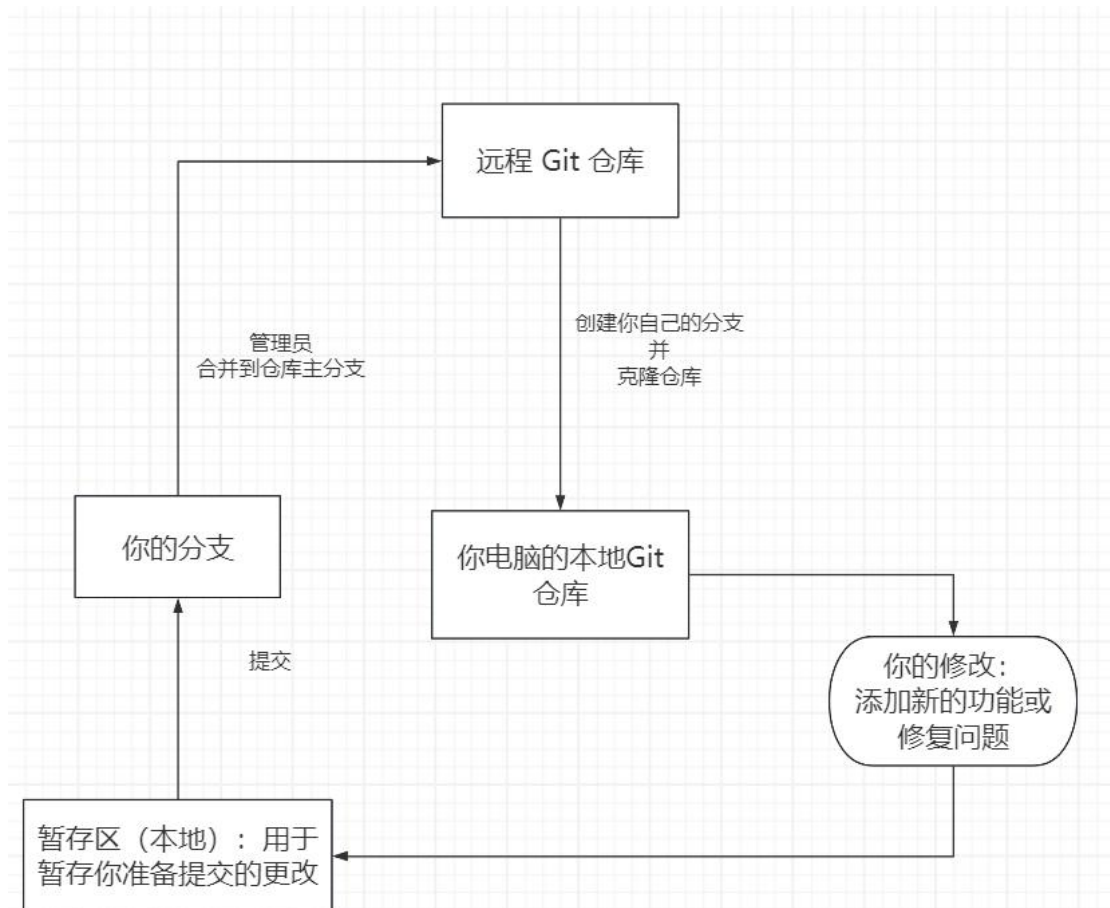 远程 Git 仓库
创建你自己的分支
并
克隆仓库
管理员
合并到仓库主分支
你的分支
你电脑的本地Git
仓库
提交
你的修改：
添加新的功能或
修复问题
暂存区（本地）：用于
暂存你准备提交的更改